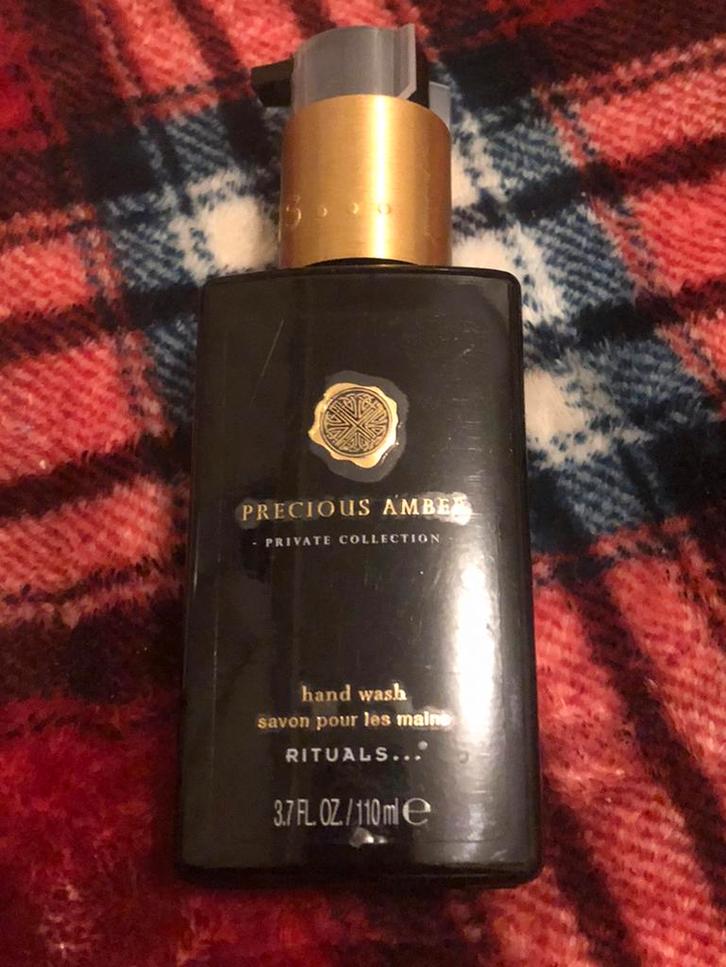 PRECIOUS AMBER
- PRIVATE COLLECTION -
hand wash
savon pour les mains
RITUALS...®
3.7 FL. OZ. / 110 ml ℮